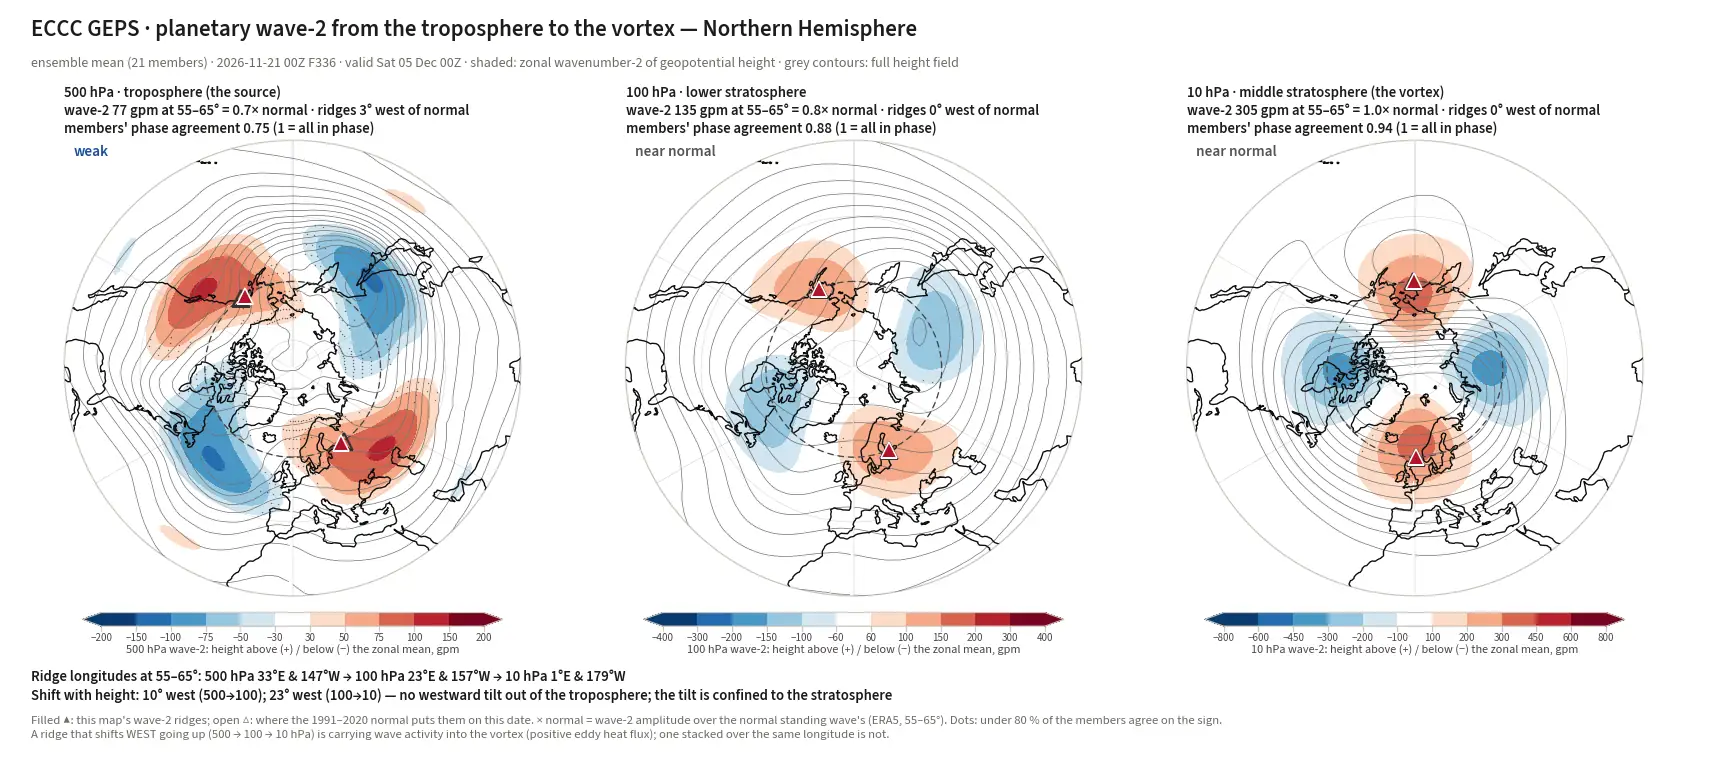 ECCC GEPS · planetary wave-2 from the troposphere to the vortex — Northern Hemisphere
ensemble mean (21 members) · 2026-11-21 00Z F336 · valid Sat 05 Dec 00Z · shaded: zonal wavenumber-2 of geopotential height · grey contours: full height field
500 hPa · troposphere (the source)
wave-2 77 gpm at 55–65° = 0.7× normal · ridges 3° west of normal
members' phase agreement 0.75 (1 = all in phase)
weak
100 hPa · lower stratosphere
wave-2 135 gpm at 55–65° = 0.8× normal · ridges 0° west of normal
members' phase agreement 0.88 (1 = all in phase)
near normal
10 hPa · middle stratosphere (the vortex)
wave-2 305 gpm at 55–65° = 1.0× normal · ridges 0° west of normal
members' phase agreement 0.94 (1 = all in phase)
near normal
−200 −150 −100 −75 −50 −30 30 50 75 100 150 200
500 hPa wave-2: height above (+) / below (−) the zonal mean, gpm
−400 −300 −200 −150 −100 −60 60 100 150 200 300 400
100 hPa wave-2: height above (+) / below (−) the zonal mean, gpm
−800 −600 −450 −300 −200 −100 100 200 300 450 600 800
10 hPa wave-2: height above (+) / below (−) the zonal mean, gpm
Ridge longitudes at 55–65°: 500 hPa 33°E & 147°W → 100 hPa 23°E & 157°W → 10 hPa 1°E & 179°W
Shift with height: 10° west (500→100); 23° west (100→10) — no westward tilt out of the troposphere; the tilt is confined to the stratosphere
Filled ▲: this map's wave-2 ridges; open △: where the 1991–2020 normal puts them on this date. × normal = wave-2 amplitude over the normal standing wave's (ERA5, 55–65°). Dots: under 80 % of the members agree on the sign.
A ridge that shifts WEST going up (500 → 100 → 10 hPa) is carrying wave activity into the vortex (positive eddy heat flux); one stacked over the same longitude is not.